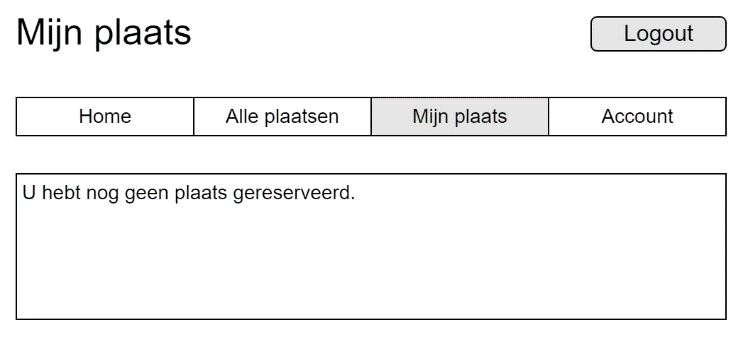 Mijn plaats
Logout
Home
Alle plaatsen
Mijn plaats
Account
U hebt nog geen plaats gereserveerd.